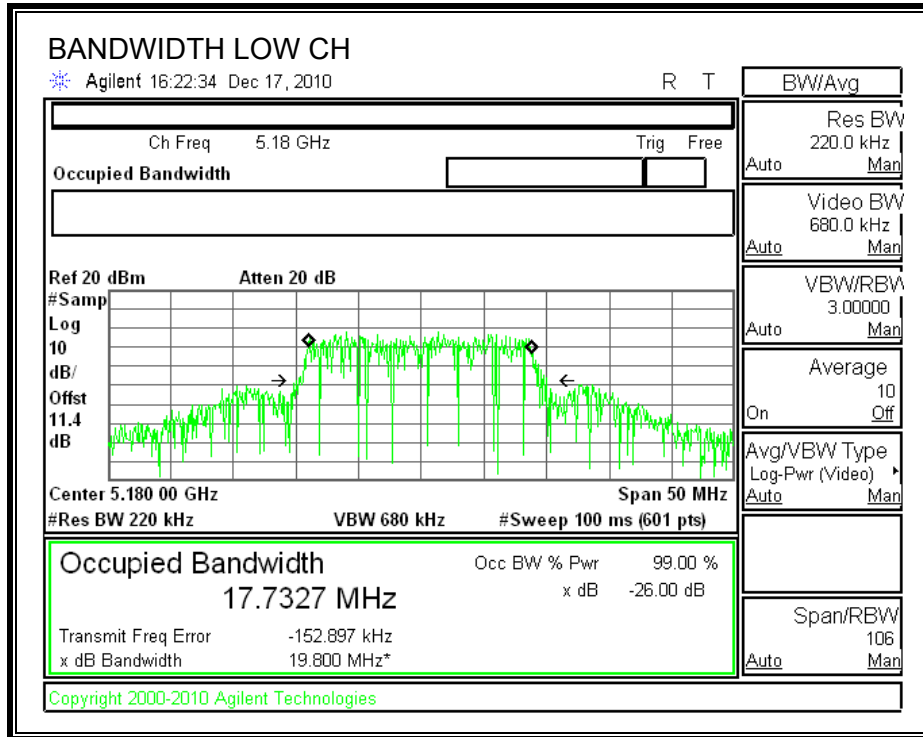 BANDWIDTH LOW CH
Agilent 16:22:34 Dec 17, 2010 R T
Ch Freq 5.18 GHz Trig Free
Occupied Bandwidth
Ref 20 dBm Atten 20 dB
#Samp
Log
10
dB/
Offst
11.4
dB
Center 5.180 00 GHz Span 50 MHz
#Res BW 220 kHz VBW 680 kHz #Sweep 100 ms (601 pts)
Occupied Bandwidth Occ BW % Pwr 99.00 %
17.7327 MHz x dB -26.00 dB
Transmit Freq Error -152.897 kHz
x dB Bandwidth 19.800 MHz*
Copyright 2000-2010 Agilent Technologies
BW/Avg
Res BW
220.0 kHz
Auto Man
Video BW
680.0 kHz
Auto Man
VBW/RBW
3.00000
Auto Man
Average
10
On Off
Avg/VBW Type
Log-Pwr (Video)
Auto Man
Span/RBW
106
Auto Man